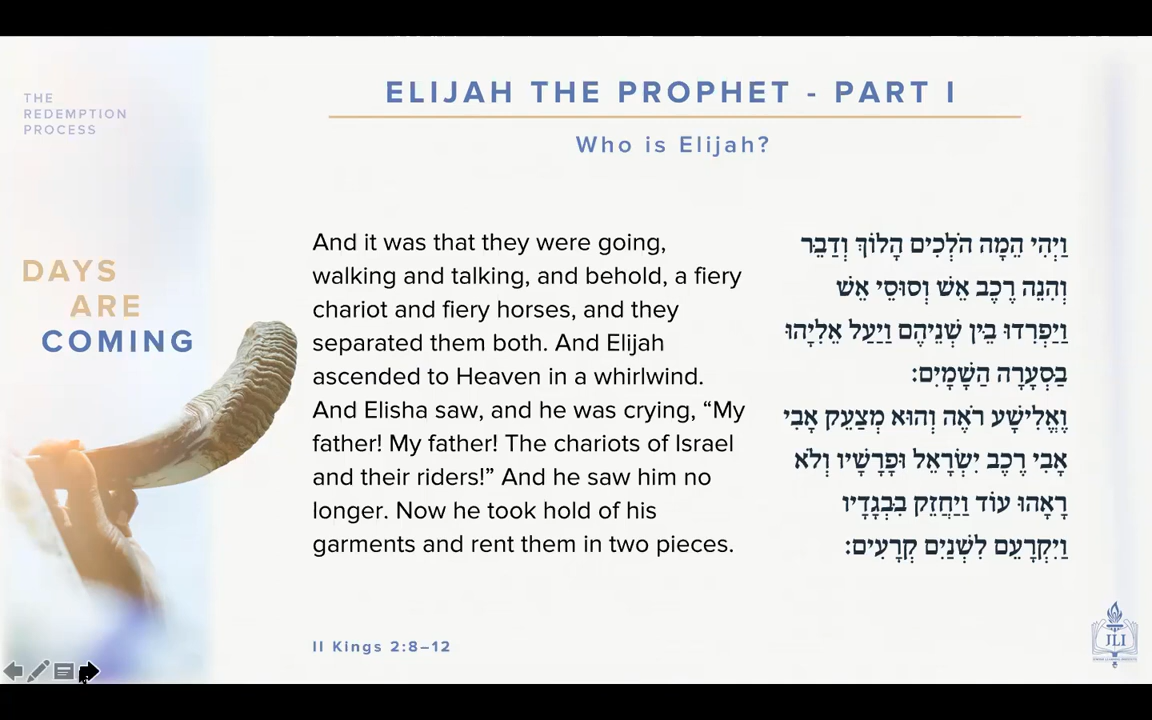 THE
REDEMPTION
PROCESS
DAYS
ARE
COMING
ELIJAH THE PROPHET - PART I
Who is Elijah?
And it was that they were going,
walking and talking, and behold, a fiery
chariot and fiery horses, and they
separated them both. And Elijah
ascended to Heaven in a whirlwind.
And Elisha saw, and he was crying, “My
father! My father! The chariots of Israel
and their riders!” And he saw him no
longer. Now he took hold of his
garments and rent them in two pieces.
וַיְהִי הֵמָּה הֹלְכִים הָלוֹךְ וְדַבֵּר
וְהִנֵּה רֶכֶב אֵשׁ וְסוּסֵי אֵשׁ
וַיַּפְרִדוּ בֵּין שְׁנֵיהֶם וַיַּעַל אֵלִיָּהוּ
בַּסְעָרָה הַשָּׁמָיִם:
וֶאֱלִישָׁע רֹאֶה וְהוּא מְצַעֵק אָבִי
אָבִי רֶכֶב יִשְׂרָאֵל וּפָרָשָׁיו וְלֹא
רָאָהוּ עוֹד וַיַּחֲזֵק בִּבְגָדָיו
וַיִּקְרָעֵם לִשְׁנַיִם קְרָעִים:
II Kings 2:8–12
JLI